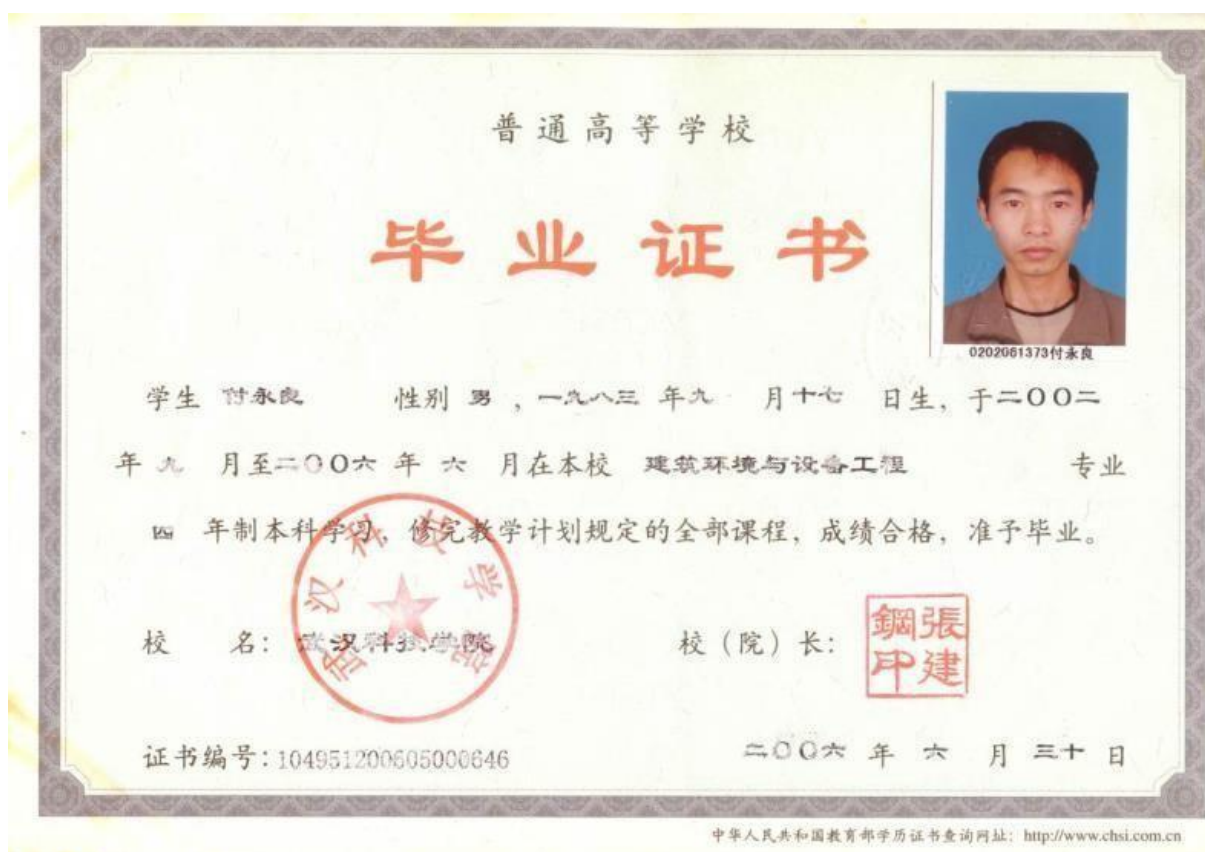 普通高等学校
毕业证书
0202061373付永良
学生 付永良 性别 男 ,一九八三 年九 月十七 日生，于二〇〇二
年 九 月至二〇〇六 年 六 月在本校 建筑环境与设备工程 专业
四 年制本科学习，修完教学计划规定的全部课程，成绩合格，准予毕业。
武汉科技学院
校 名：武汉科技学院 校（院）长：
張建鋼印
证书编号：104951200605000646 二〇〇六 年 六 月 三十 日
中华人民共和国教育部学历证书查询网址：http://www.chsi.com.cn